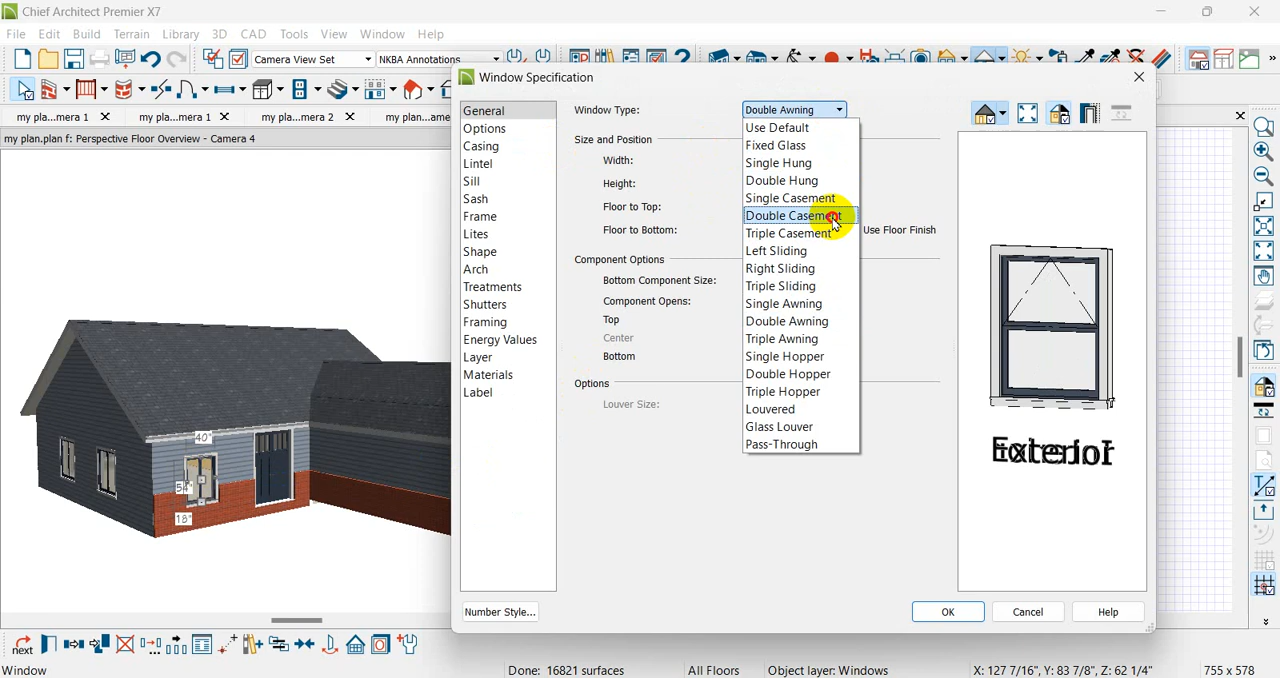 Chief Architect Premier X7
File Edit Build Terrain Library 3D CAD Tools View Window Help
Camera View Set NKBA Annotations
my plan...mera 1 my pla...mera 1 my pla...mera 2 my plan...ame
my plan.plan f: Perspective Floor Overview - Camera 4
Window Specification
General
Options
Casing
Lintel
Sill
Sash
Frame
Lites
Shape
Arch
Treatments
Shutters
Framing
Energy Values
Layer
Materials
Label
Window Type: Double Awning
Size and Position
Width:
Height:
Floor to Top:
Floor to Bottom: Use Floor Finish
Component Options
Bottom Component Size:
Component Opens:
Top
Center
Bottom
Options
Louver Size:
Use Default
Fixed Glass
Single Hung
Double Hung
Single Casement
Double Casement
Triple Casement
Left Sliding
Right Sliding
Triple Sliding
Single Awning
Double Awning
Triple Awning
Single Hopper
Double Hopper
Triple Hopper
Louvered
Glass Louver
Pass-Through
Exterior
40"
54"
18"
Number Style... OK Cancel Help
next
Window Done: 16821 surfaces All Floors Object layer: Windows X: 127 7/16", Y: 83 7/8", Z: 62 1/4" 755 x 578